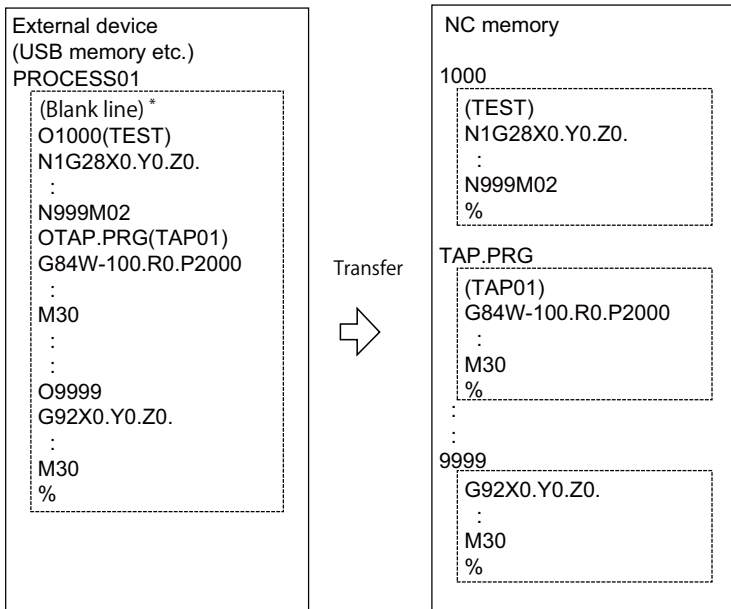 External device
(USB memory etc.)
PROCESS01
(Blank line) *
O1000(TEST)
N1G28X0.Y0.Z0.
:
N999M02
OTAP.PRG(TAP01)
G84W-100.R0.P2000
:
M30
:
:
O9999
G92X0.Y0.Z0.
:
M30
%
Transfer
NC memory
1000
(TEST)
N1G28X0.Y0.Z0.
:
N999M02
%
TAP.PRG
(TAP01)
G84W-100.R0.P2000
:
M30
%
:
:
9999
G92X0.Y0.Z0.
:
M30
%